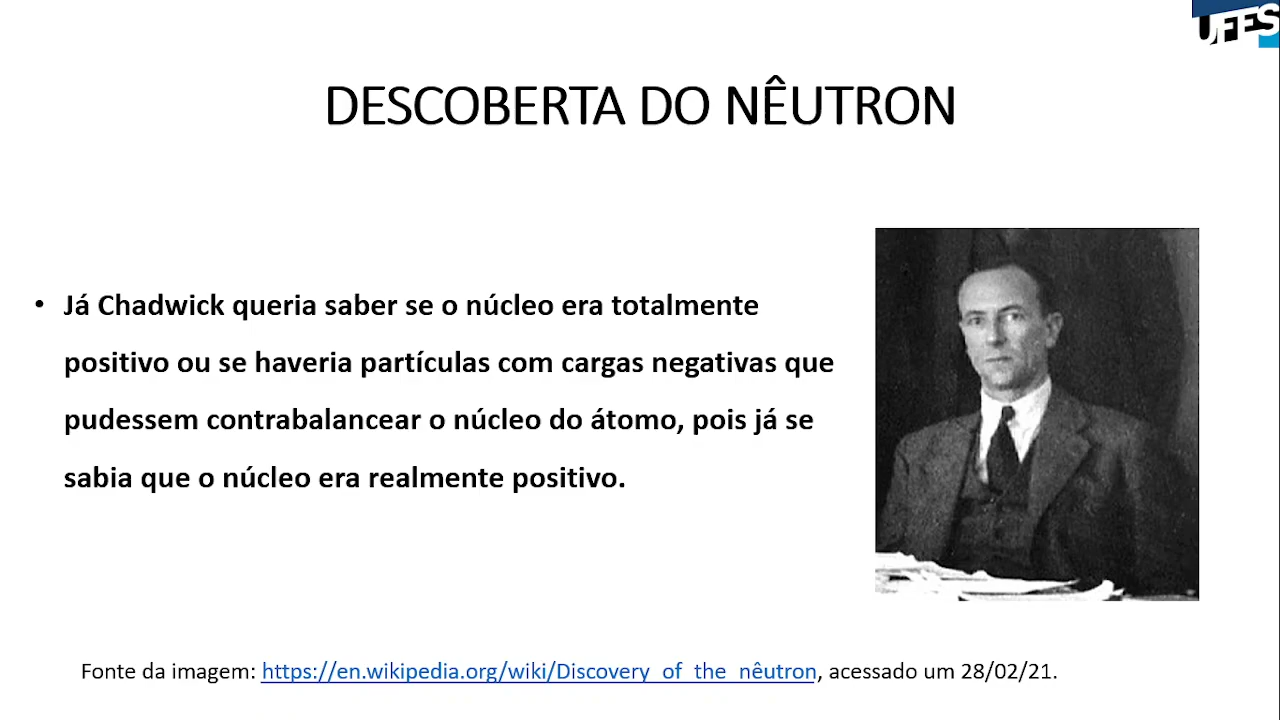 UFES
DESCOBERTA DO NÊUTRON
• Já Chadwick queria saber se o núcleo era totalmente
positivo ou se haveria partículas com cargas negativas que
pudessem contrabalancear o núcleo do átomo, pois já se
sabia que o núcleo era realmente positivo.
Fonte da imagem: https://en.wikipedia.org/wiki/Discovery_of_the_nêutron, acessado um 28/02/21.